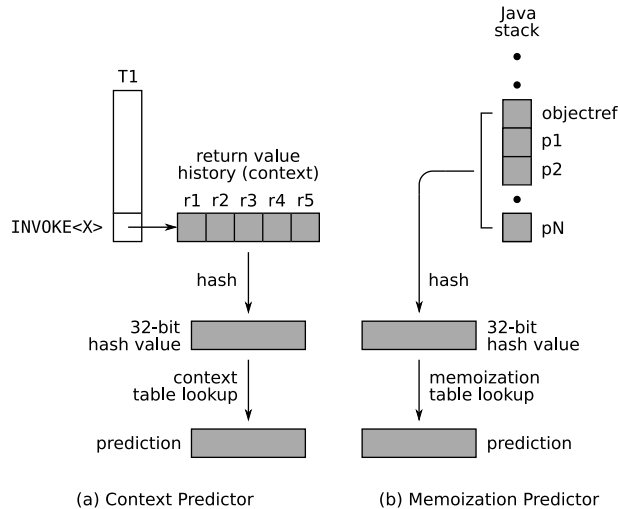 T1
return value
history (context)
r1 r2 r3 r4 r5
INVOKE<X>
hash
32-bit
hash value
context
table lookup
prediction
(a) Context Predictor
Java
stack
objectref
p1
p2
pN
hash
32-bit
hash value
memoization
table lookup
prediction
(b) Memoization Predictor